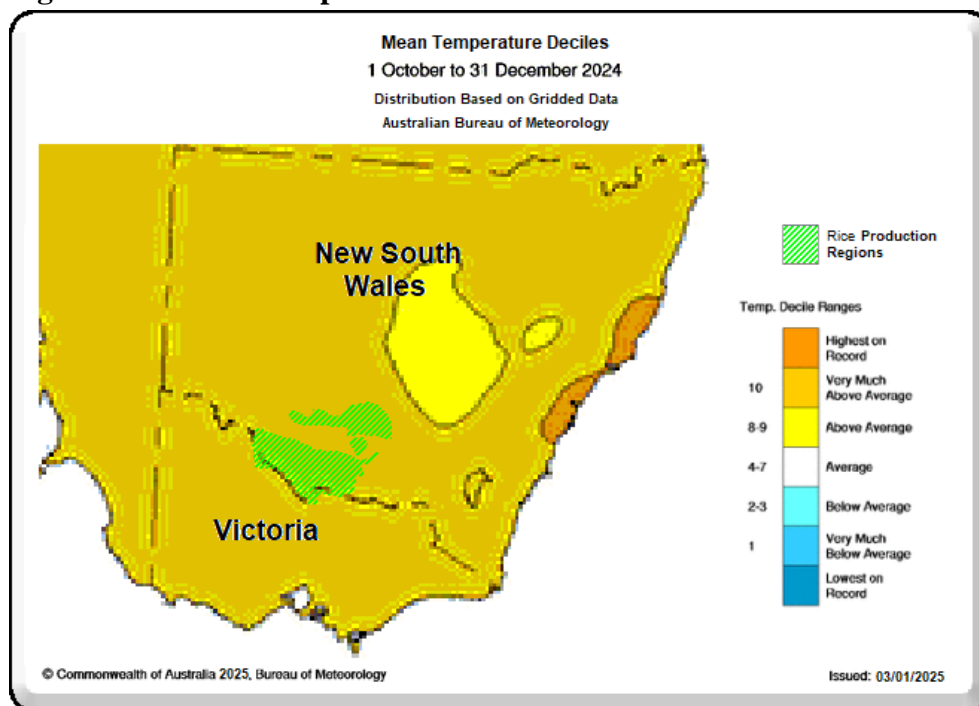 Mean Temperature Deciles
1 October to 31 December 2024
Distribution Based on Gridded Data
Australian Bureau of Meteorology
New South
Wales
Victoria
Rice Production
Regions
Temp. Decile Ranges
Highest on
Record
10
Very Much
Above Average
8-9
Above Average
4-7
Average
2-3
Below Average
1
Very Much
Below Average
Lowest on
Record
© Commonwealth of Australia 2025, Bureau of Meteorology
Issued: 03/01/2025